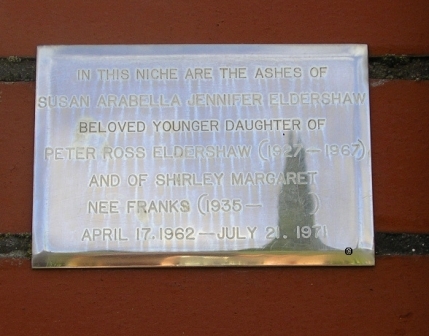 IN THIS NICHE ARE THE ASHES OF
SUSAN ARABELLA JENNIFER ELDERSHAW
BELOVED YOUNGER DAUGHTER OF
PETER ROSS ELDERSHAW (1927—1967)
AND OF SHIRLEY MARGARET
NEE FRANKS (1935—    )
APRIL 17. 1962—JULY 21. 1971